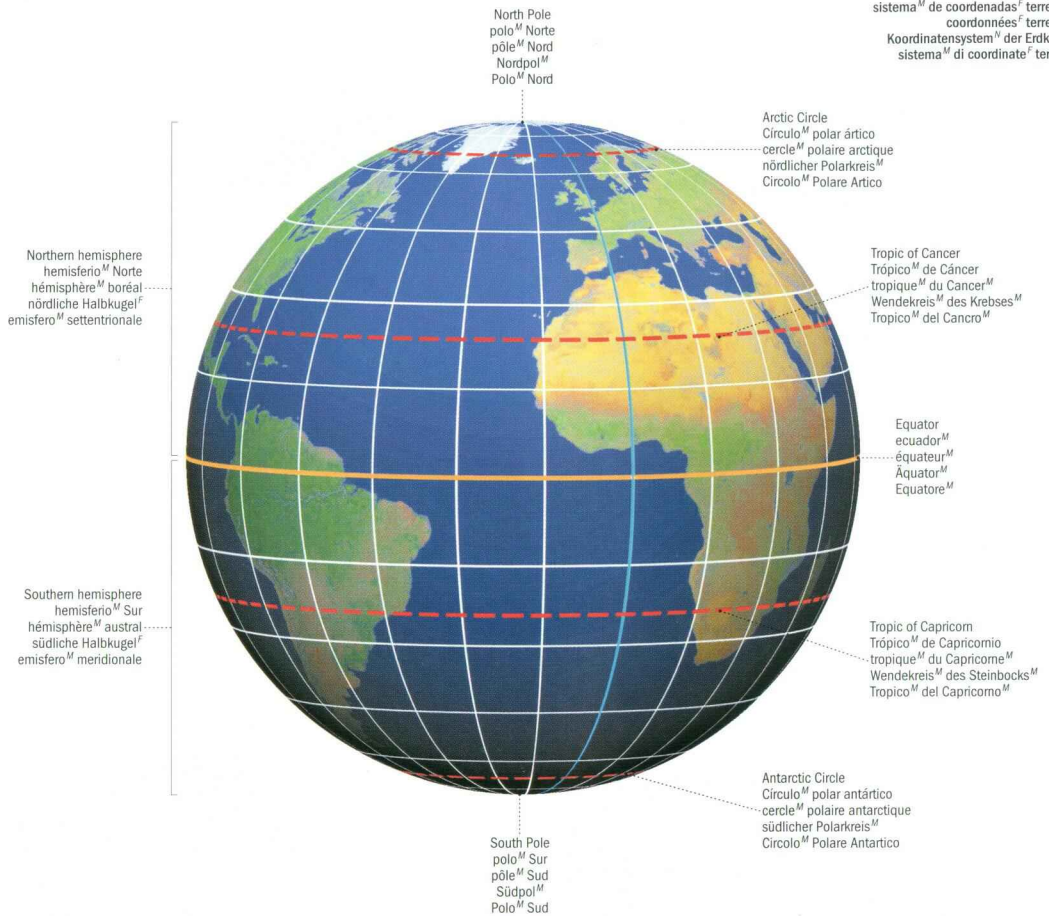 North Pole
polo^M Norte
pôle^M Nord
Nordpol^M
Polo^M Nord
sistema^M de coordenadas^F
coordonnées^F
Koordinatensystem^N der
sistema^M di coordinate^F
Arctic Circle
Círculo^M polar ártico
cercle^M polaire arctique
nördlicher Polarkreis^M
Circolo^M Polare Artico
Northern hemisphere
hemisferio^M Norte
hémisphère^M boréal
nördliche Halbkugel^F
emisfero^M settentrionale
Tropic of Cancer
Trópico^M de Cáncer
tropique^M du Cancer^M
Wendekreis^M des Krebses^M
Tropico^M del Cancro^M
Equator
ecuador^M
équateur^M
Äquator^M
Equatore^M
Southern hemisphere
hemisferio^M Sur
hémisphère^M austral
südliche Halbkugel^F
emisfero^M meridionale
Tropic of Capricorn
Trópico^M de Capricornio
tropique^M du Capricorne^M
Wendekreis^M des Steinbocks^M
Tropico^M del Capricorno^M
Antarctic Circle
Círculo^M polar antártico
cercle^M polaire antarctique
südlicher Polarkreis^M
Circolo^M Polare Antartico
South Pole
polo^M Sur
pôle^M Sud
Südpol^M
Polo^M Sud